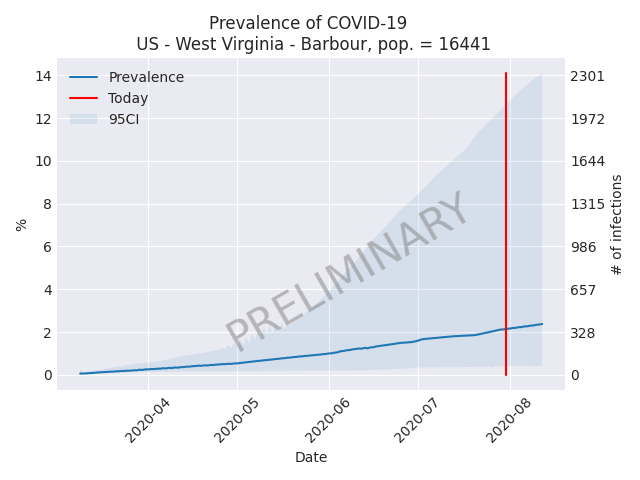 Prevalence of COVID-19
US - West Virginia - Barbour, pop. = 16441
Prevalence
Today
95CI
14
12
10
8
6
4
2
0
%
2301
1972
1644
1315
986
657
328
0
# of infections
PRELIMINARY
2020-04
2020-05
2020-06
2020-07
2020-08
Date